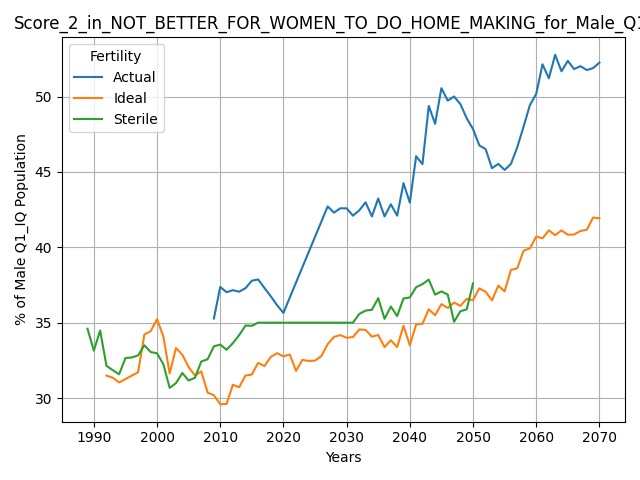 Score_2_in_NOT_BETTER_FOR_WOMEN_TO_DO_HOME_MAKING_for_Male_Q1
Fertility
Actual
Ideal
Sterile
% of Male Q1_IQ Population
50
45
40
35
30
1990 2000 2010 2020 2030 2040 2050 2060 2070
Years